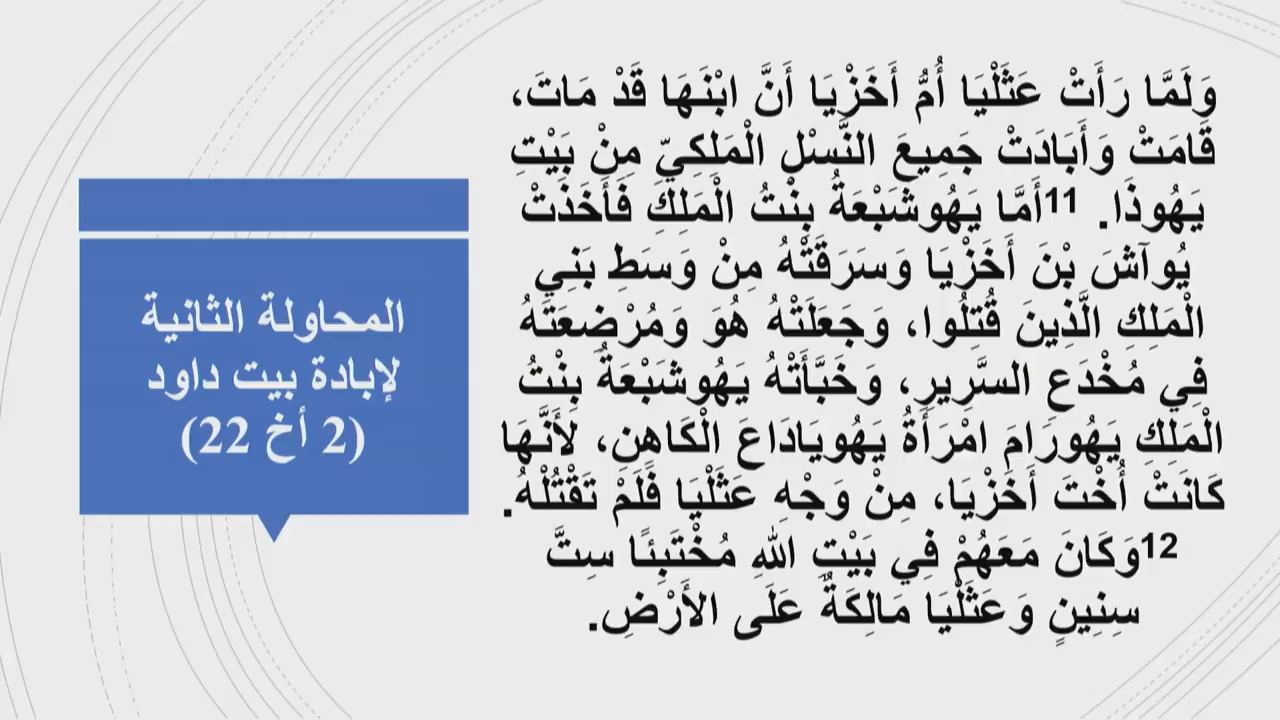 وَلَمَّا رَأَتْ عَثَلْيَا أُمُّ أَخَزْيَا أَنَّ ابْنَهَا قَدْ مَاتَ،
قَامَتْ وَأَبَادَتْ جَمِيعَ النَّسْلِ الْمَلِكِيّ مِنْ بَيْتِ
يَهُوذَا. 11أَمَّا يَهُوشَبْعَةُ بِنْتُ الْمَلِكِ فَأَخَذَتْ
يُوآشَ بْنَ أَخَزْيَا وَسَرَقَتْهُ مِنْ وَسَطِ بَنِي
الْمَلِكِ الَّذِينَ قُتِلُوا، وَجَعَلَتْهُ هُوَ وَمُرْضِعَتَهُ
فِي مُخْدَعِ السَّرِيرِ، وَخَبَّأَتْهُ يَهُوشَبْعَةُ بِنْتُ
الْمَلِكِ يَهُورَامَ امْرَأَةُ يَهُويَادَاعَ الْكَاهِنِ، لأَنَّهَا
كَانَتْ أُخْتَ أَخَزْيَا، مِنْ وَجْهِ عَثَلْيَا فَلَمْ تَقْتُلْهُ.
12وَكَانَ مَعَهُمْ فِي بَيْتِ اللهِ مُخْتَبِئًا سِتَّ
سِنِينٍ وَعَثَلْيَا مَالِكَةٌ عَلَى الأَرْضِ.
المحاولة الثانية
لإبادة بيت داود
(2 أخ 22)